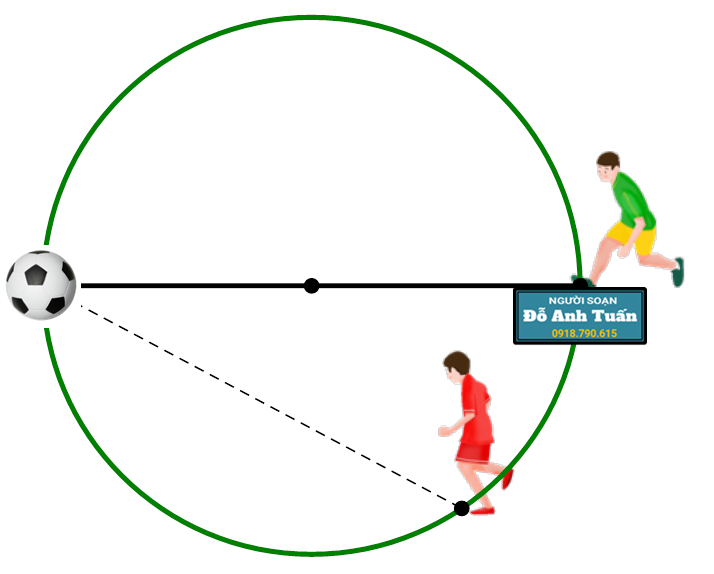 NGƯỜI SOẠN
Đỗ Anh Tuấn
0918.790.615